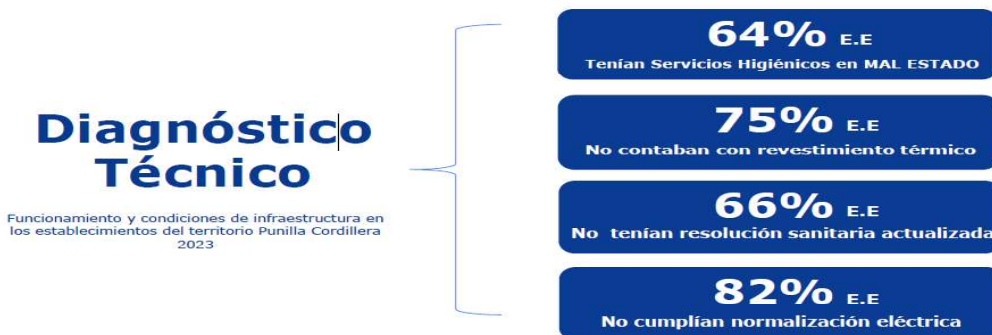 Diagnóstico
Técnico
Funcionamiento y condiciones de infraestructura en
los establecimientos del territorio Punilla Cordillera
2023
64% E.E
Tenían Servicios Higiénicos en MAL ESTADO
75% E.E
No contaban con revestimiento térmico
66% E.E
No tenían resolución sanitaria actualizada
82% E.E
No cumplían normalización eléctrica